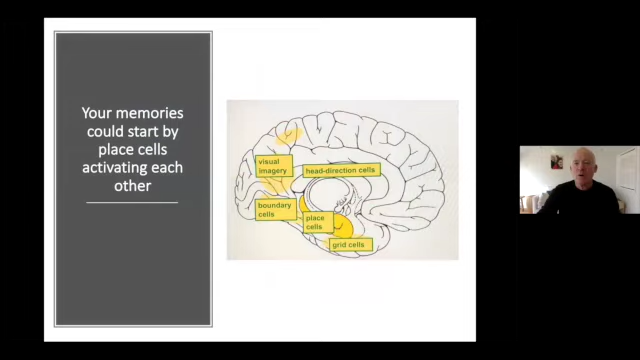 Your memories
could start by
place cells
activating each
other
visual
imagery
head-direction cells
boundary
cells
place
cells
grid cells